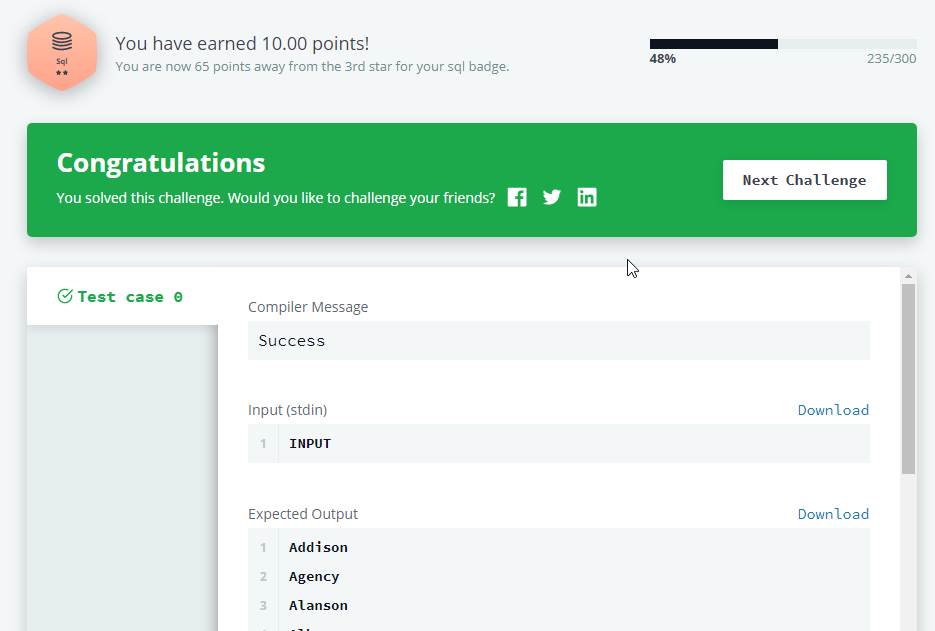 Sql
You have earned 10.00 points!
You are now 65 points away from the 3rd star for your sql badge.
48%
235/300
Congratulations
You solved this challenge. Would you like to challenge your friends?
Next Challenge
Test case 0
Compiler Message
Success
Input (stdin)
Download
1 INPUT
Expected Output
Download
1 Addison
2 Agency
3 Alanson